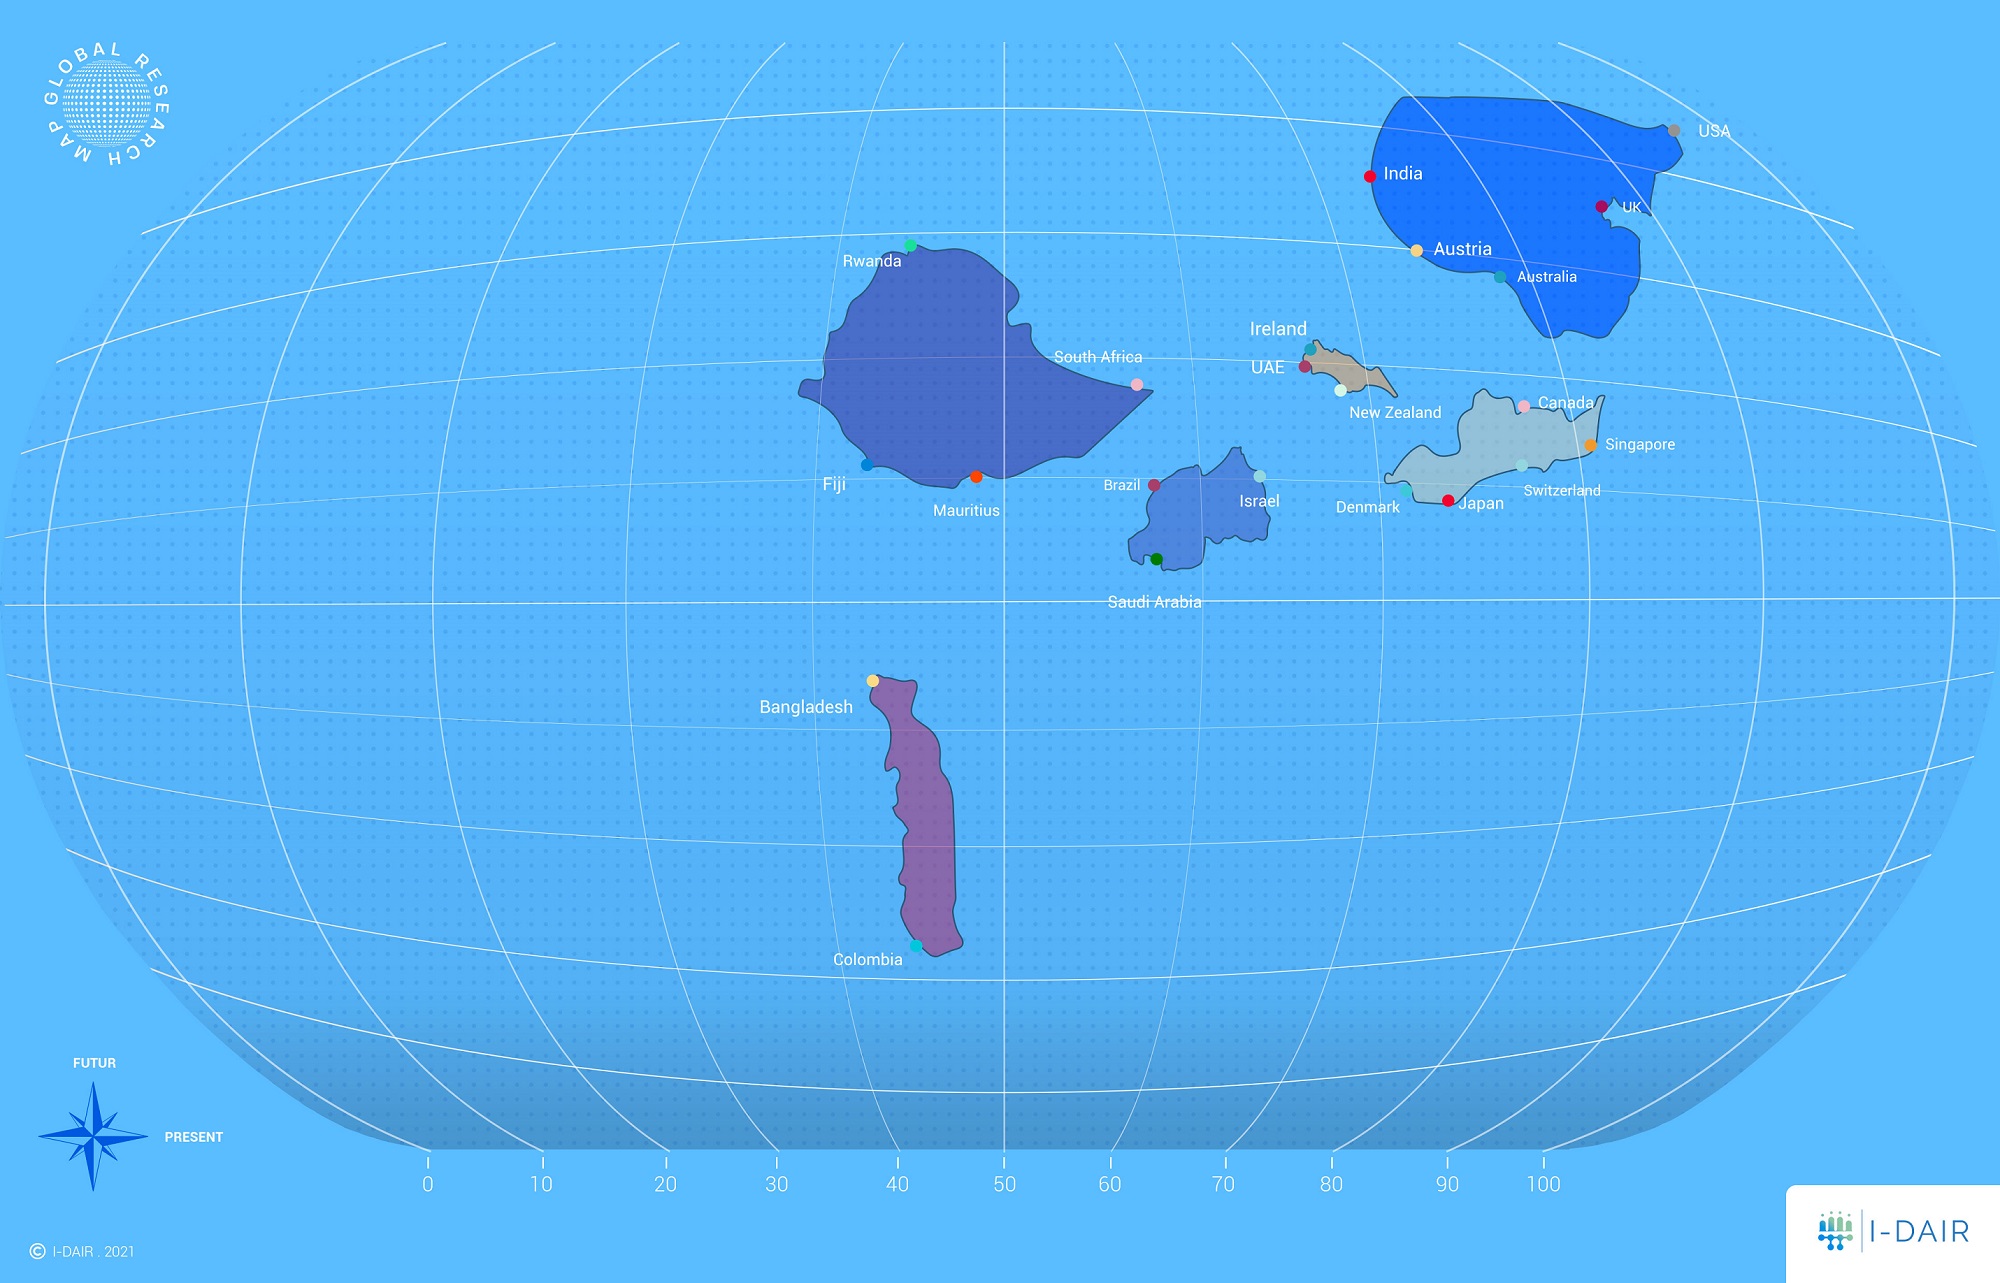 GLOBAL RESEARCH MAP
USA
India
UK
Austria
Rwanda
Australia
Ireland
South Africa
UAE
Canada
New Zealand
Singapore
Fiji
Brazil
Switzerland
Israel
Japan
Denmark
Mauritius
Saudi Arabia
Bangladesh
Colombia
FUTUR
PRESENT
0 10 20 30 40 50 60 70 80 90 100
I-DAIR
© I-DAIR . 2021